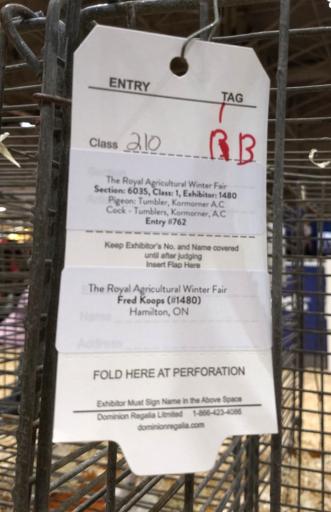 ENTRY
TAG
Class 210
BB
The Royal Agricultural Winter Fair
Section: 6035, Class: 1, Exhibitor: 1480
Pigeon: Tumbler, Kormorner A.C
Cock - Tumblers, Kormorner, A.C
Entry #762
Keep Exhibitor's No. and Name covered
until after judging
Insert Flap Here
The Royal Agricultural Winter Fair
Fred Koops (#1480)
Hamilton, ON
Name
Address
FOLD HERE AT PERFORATION
Exhibitor Must Sign Name in the Above Space
Dominion Regalia Limited 1-866-423-4086
dominionregalia.com